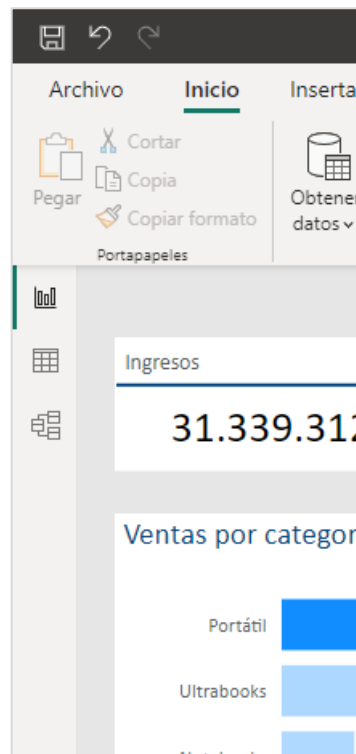 Archivo Inicio Inserta
Cortar
Copia
Pegar
Copiar formato
Obtener
datos
Portapapeles
Ingresos
31.339.312
Ventas por categor
Portátil
Ultrabooks